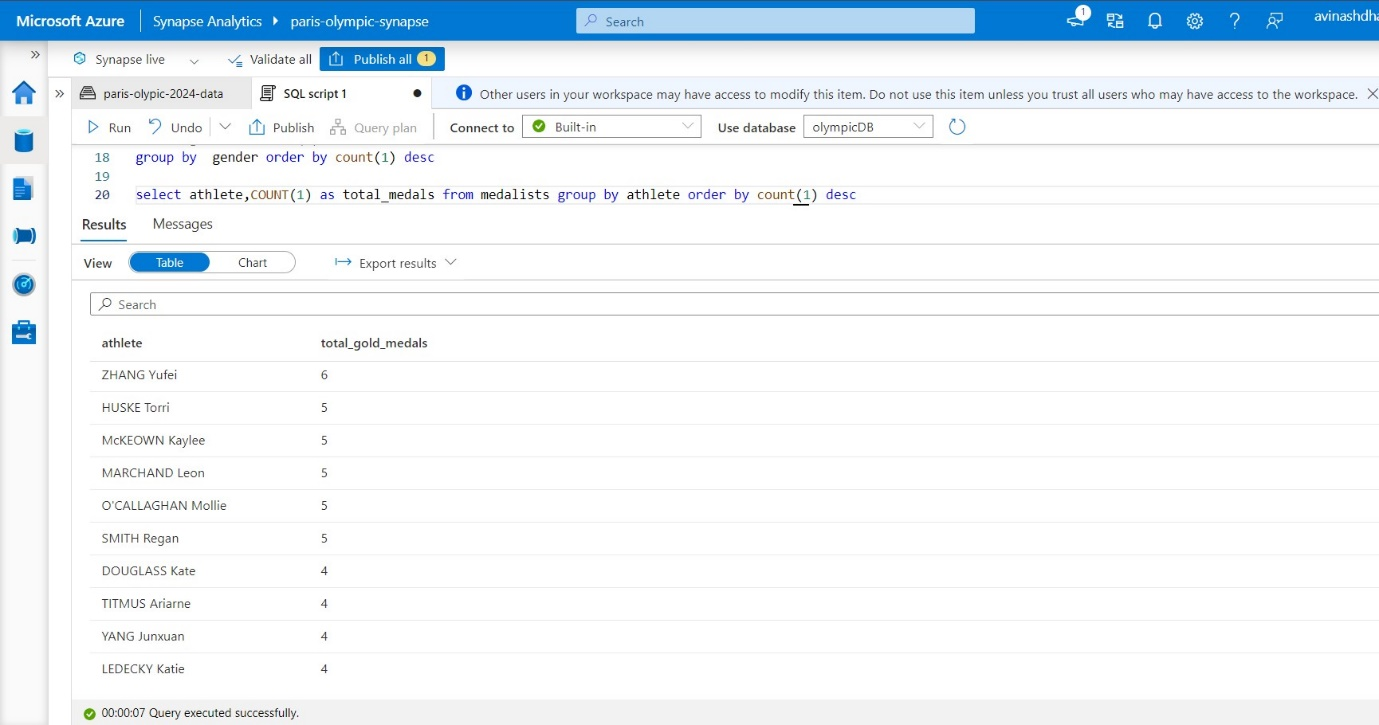 Microsoft Azure Synapse Analytics paris-olympic-synapse Search 1 avinashdha
» Synapse live Validate all Publish all 1
» paris-olypic-2024-data SQL script 1 Other users in your workspace may have access to modify this item. Do not use this item unless you trust all users who may have access to the workspace.
Run Undo Publish Query plan Connect to Built-in Use database olympicDB
18 group by gender order by count(1) desc
19
20 select athlete,COUNT(1) as total_medals from medalists group by athlete order by count(1) desc
Results Messages
View Table Chart Export results
Search
athlete total_gold_medals
ZHANG Yufei 6
HUSKE Torri 5
McKEOWN Kaylee 5
MARCHAND Leon 5
O'CALLAGHAN Mollie 5
SMITH Regan 5
DOUGLASS Kate 4
TITMUS Ariarne 4
YANG Junxuan 4
LEDECKY Katie 4
00:00:07 Query executed successfully.